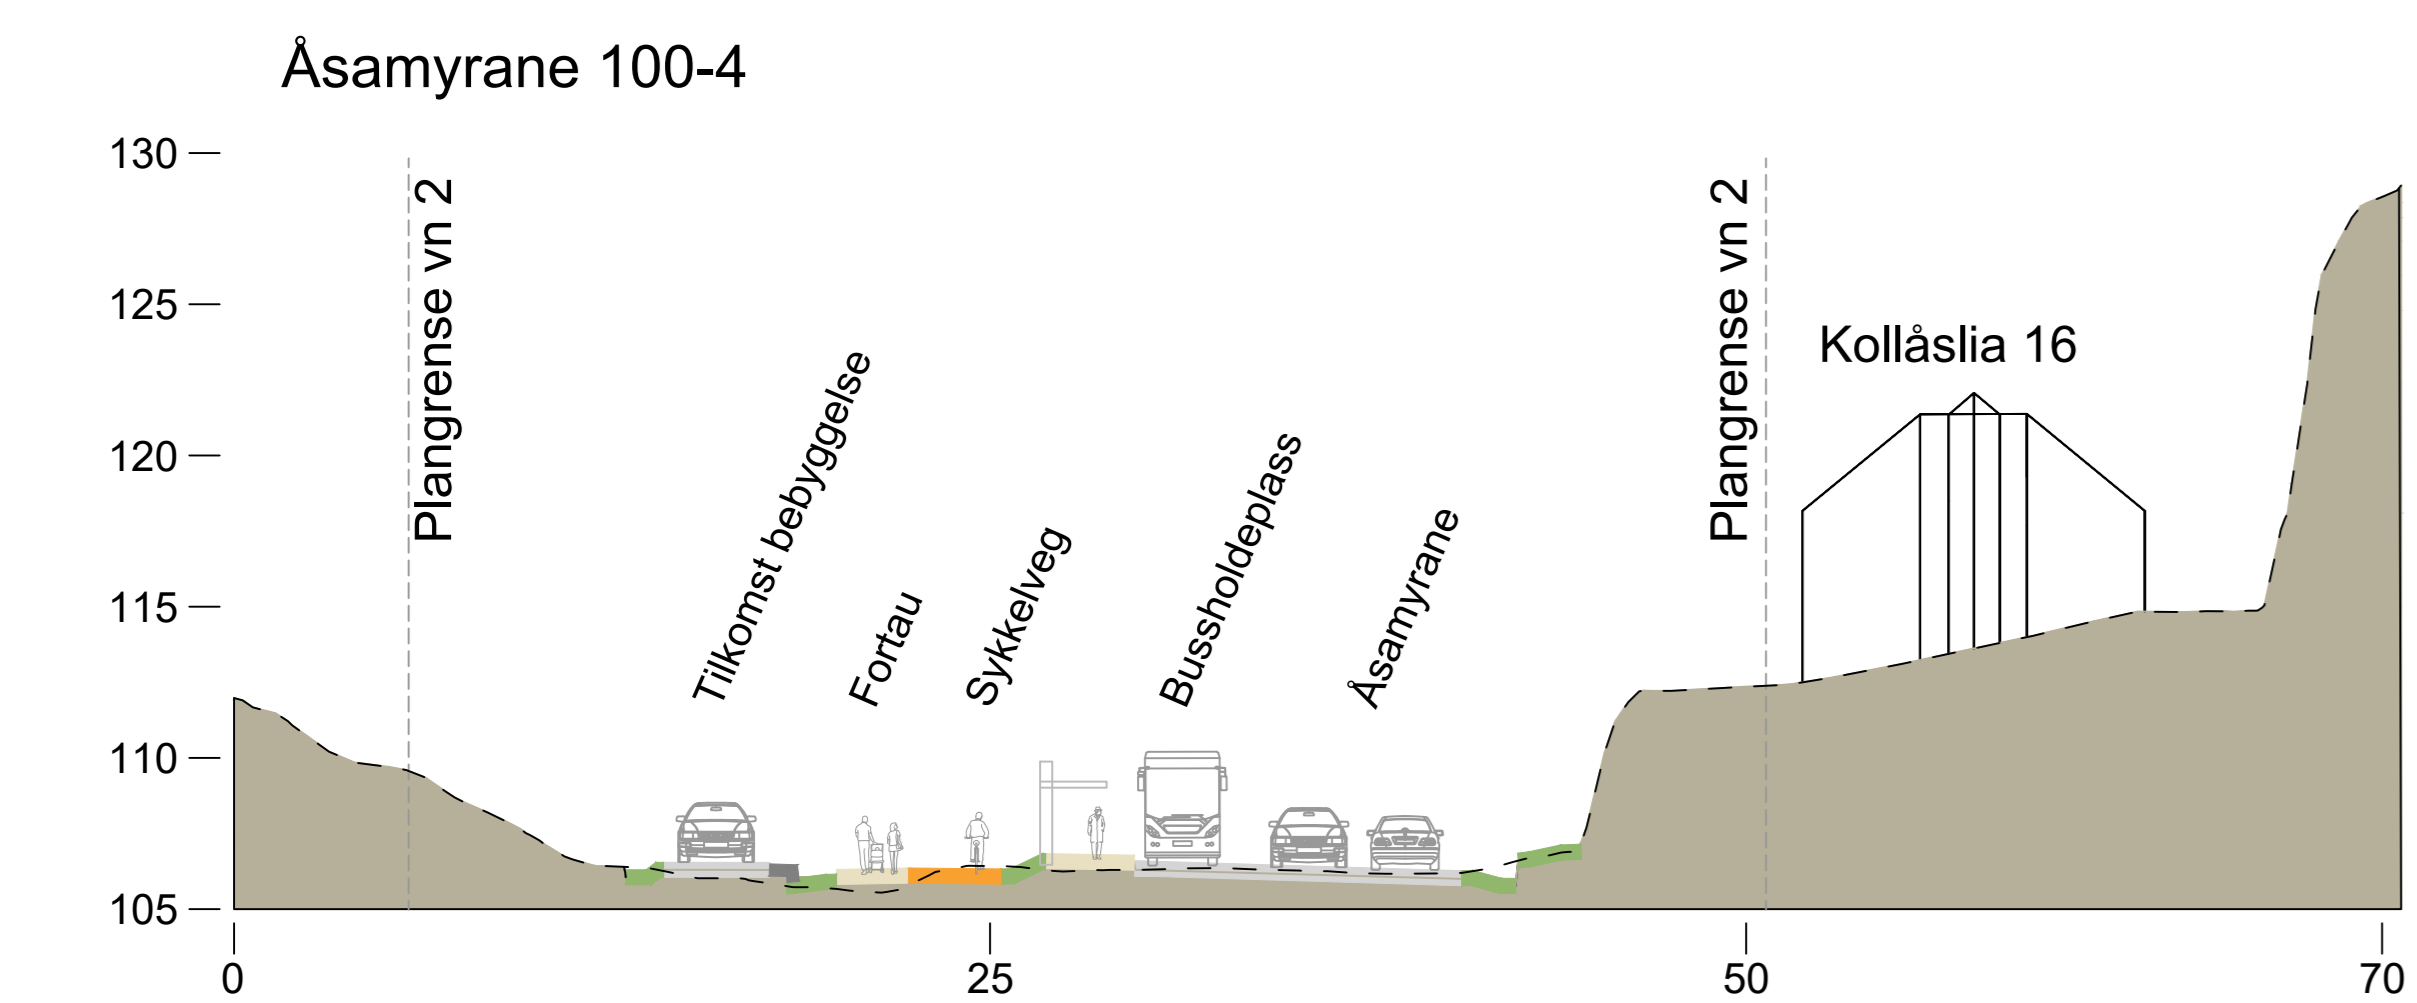 Åsamyrane 100-4
130
125
120
115
110
105
Plangrense vn 2
Tilkomst bebyggelse
Fortau
Sykkelveg
Bussholdeplass
Åsamyrane
Plangrense vn 2
Kollåslia 16
0
25
50
70